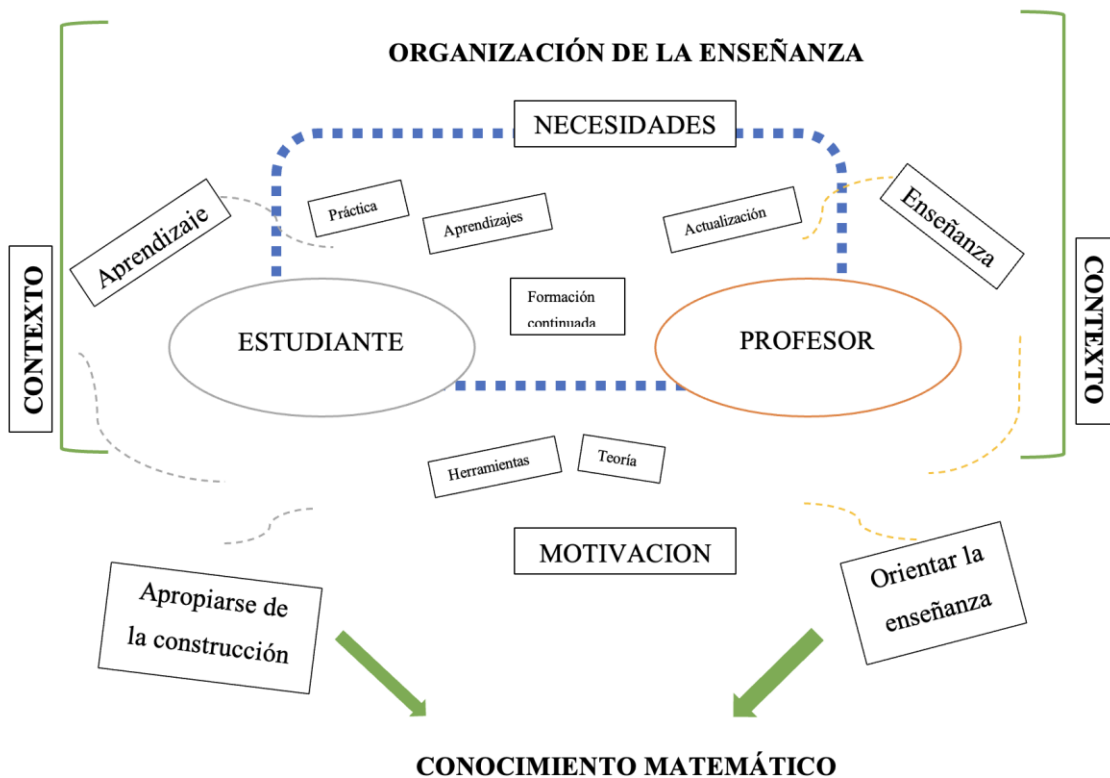 ORGANIZACIÓN DE LA ENSEÑANZA
NECESIDADES
Aprendizaje
Práctica
Aprendizajes
Actualización
Enseñanza
CONTEXTO
ESTUDIANTE
Formación
continuada
PROFESOR
CONTEXTO
Herramientas
Teoría
MOTIVACION
Apropiarse de
la construcción
Orientar la
enseñanza
CONOCIMIENTO MATEMÁTICO